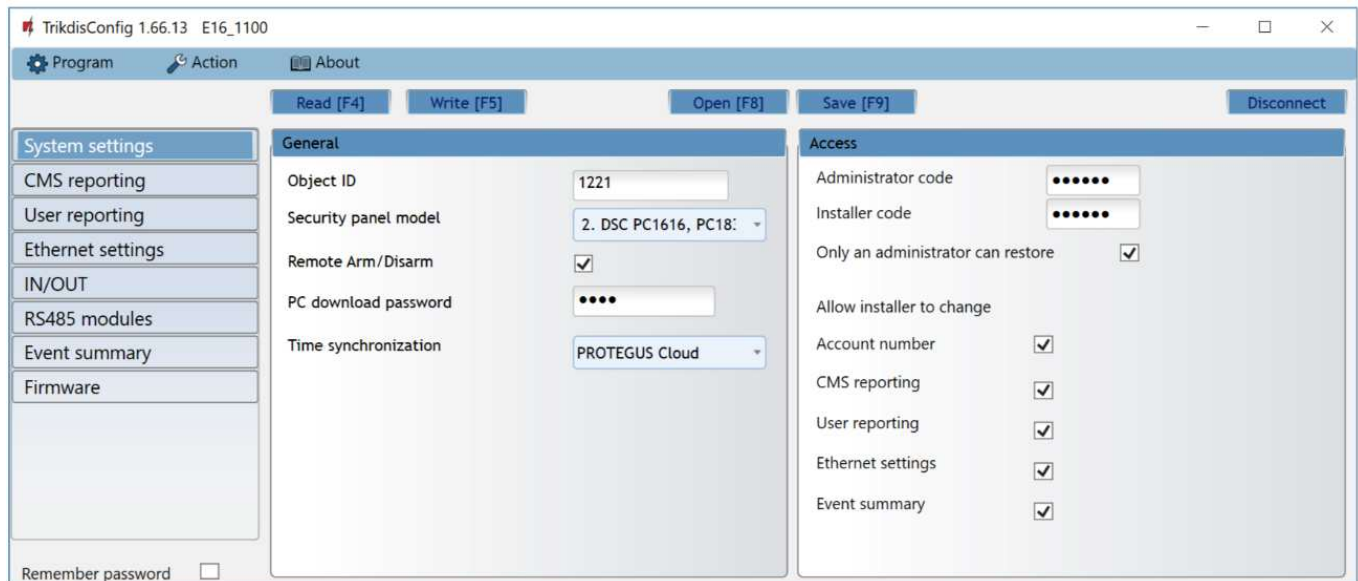 TrikdisConfig 1.66.13 E16_1100
Program Action About
Read [F4] Write [F5] Open [F8] Save [F9] Disconnect
System settings
CMS reporting
User reporting
Ethernet settings
IN/OUT
RS485 modules
Event summary
Firmware
Remember password
General
Object ID 1221
Security panel model 2. DSC PC1616, PC183
Remote Arm/Disarm
PC download password ••••
Time synchronization PROTEGUS Cloud
Access
Administrator code ••••••
Installer code ••••••
Only an administrator can restore
Allow installer to change
Account number
CMS reporting
User reporting
Ethernet settings
Event summary